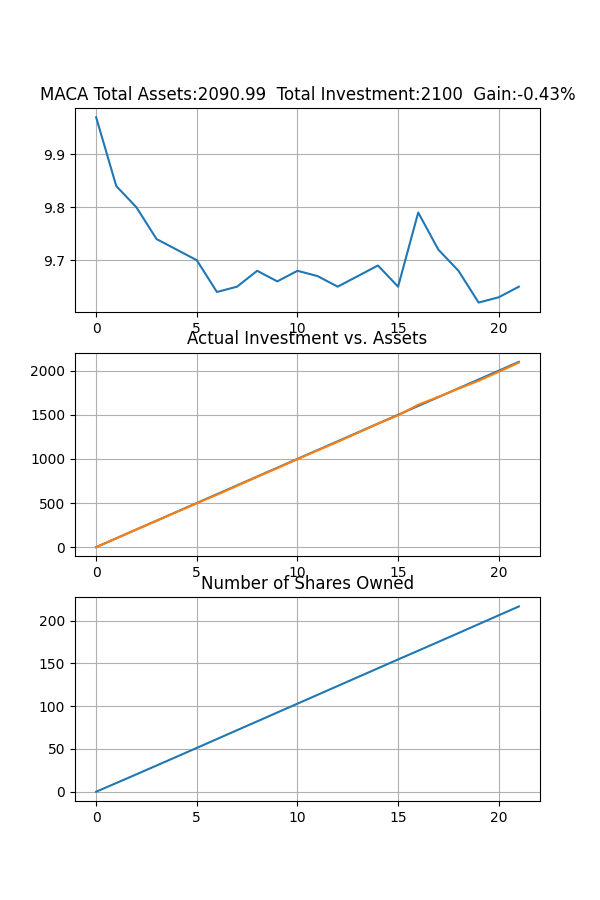 MACA Total Assets:2090.99  Total Investment:2100  Gain:-0.43%
9.9
9.8
9.7
0 5 10 15 20
Actual Investment vs. Assets
2000
1500
1000
500
0
0 5 10 15 20
Number of Shares Owned
200
150
100
50
0
0 5 10 15 20